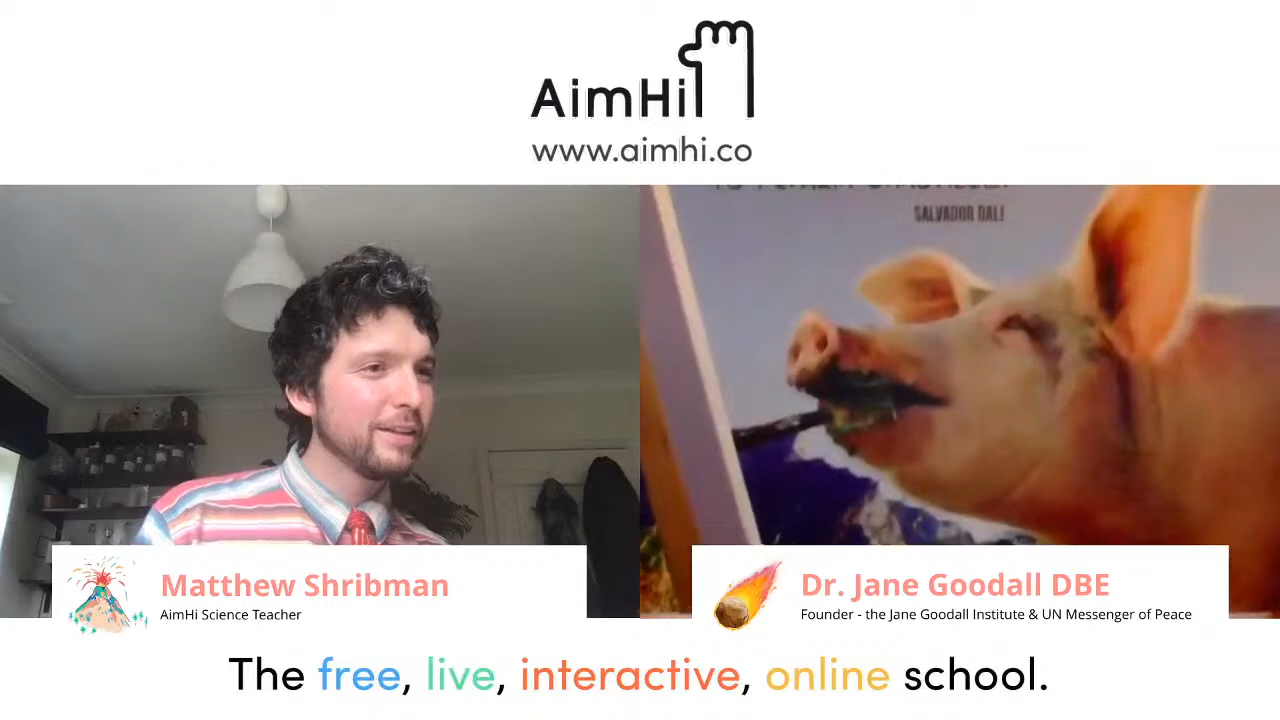 AimHi
www.aimhi.co
SALVADOR DALI
Matthew Shribman
AimHi Science Teacher
Dr. Jane Goodall DBE
Founder - the Jane Goodall Institute & UN Messenger of Peace
The free, live, interactive, online school.